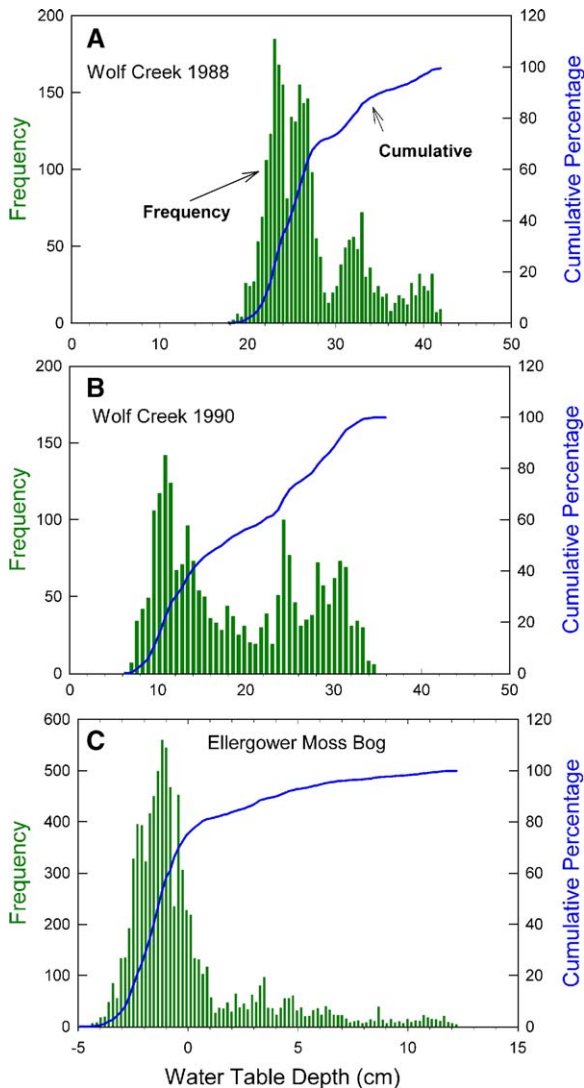 A
Wolf Creek 1988
Frequency
Cumulative
200
150
100
50
0
120
100
80
60
40
20
0
0 10 20 30 40 50
Frequency
Cumulative Percentage
B
Wolf Creek 1990
200
150
100
50
0
120
100
80
60
40
20
0
0 10 20 30 40 50
Frequency
Cumulative Percentage
C
Ellergower Moss Bog
600
500
400
300
200
100
0
120
100
80
60
40
20
0
-5 0 5 10 15
Frequency
Cumulative Percentage
Water Table Depth (cm)